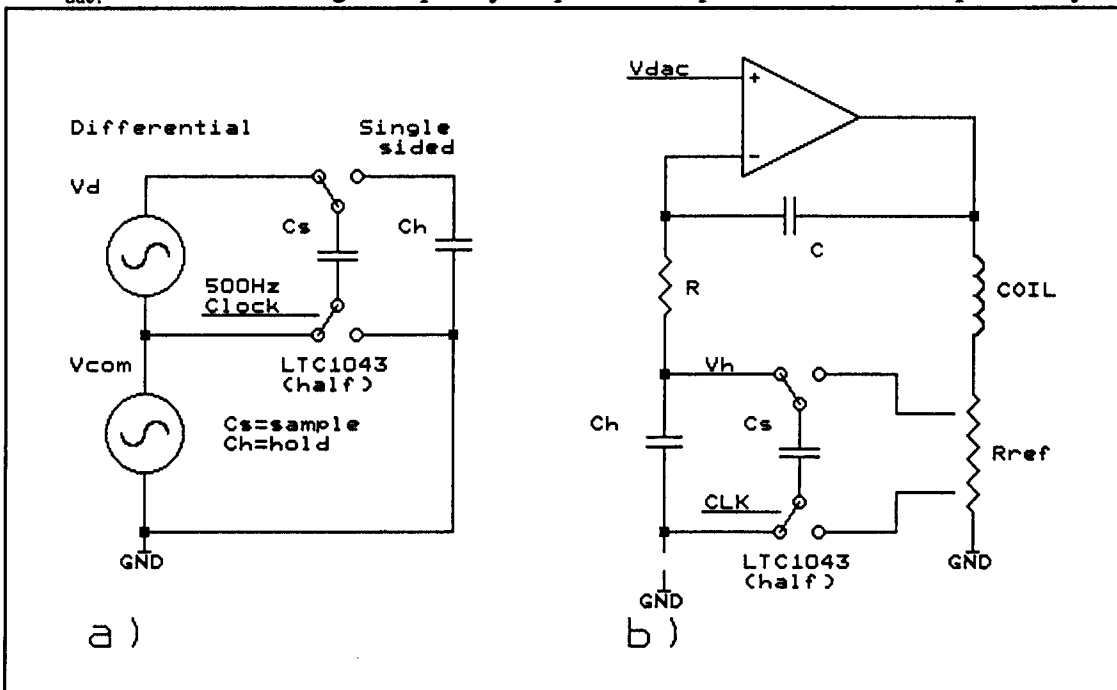 Differential
Single
sided
Vd
Cs
Ch
500Hz
Clock
Vcom
LTC1043
(half)
Cs=sample
Ch=hold
GND
a)
Vdac
+
-
C
R
COIL
Vh
Ch
Cs
Rref
CLK
LTC1043
(half)
GND
GND
b)